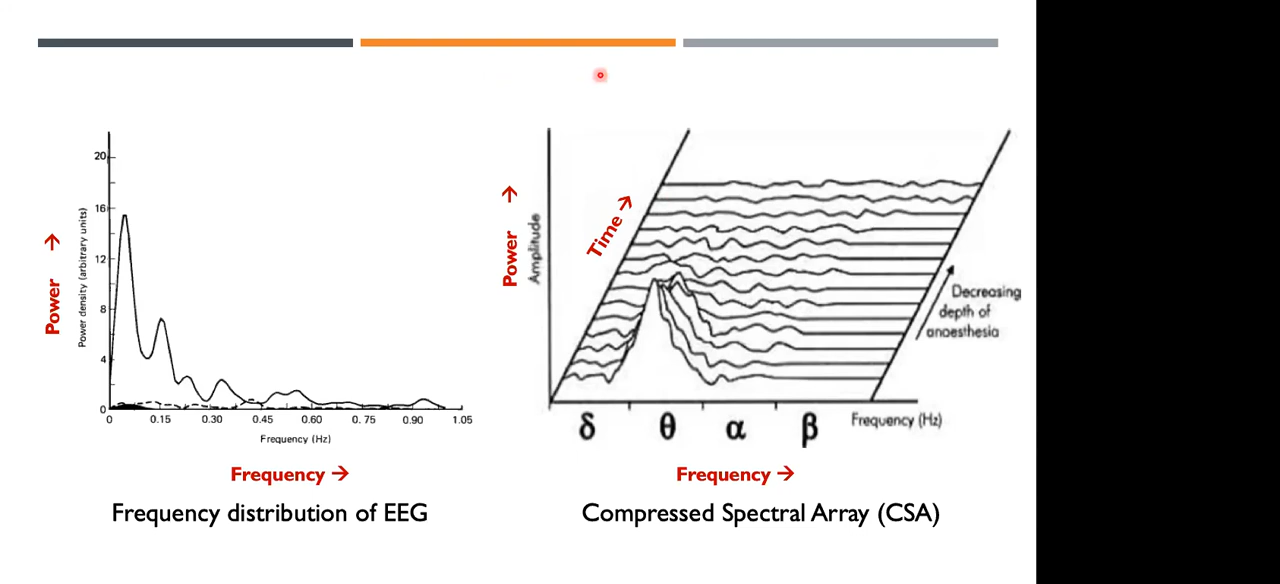 20
16
12
8
4
0
Power →
Power density (arbitrary units)
0 0.15 0.30 0.45 0.60 0.75 0.90 1.05
Frequency (Hz)
Frequency →
Frequency distribution of EEG
Power →
Amplitude
Time →
Decreasing
depth of
anaesthesia
δ θ α β
Frequency (Hz)
Frequency →
Compressed Spectral Array (CSA)